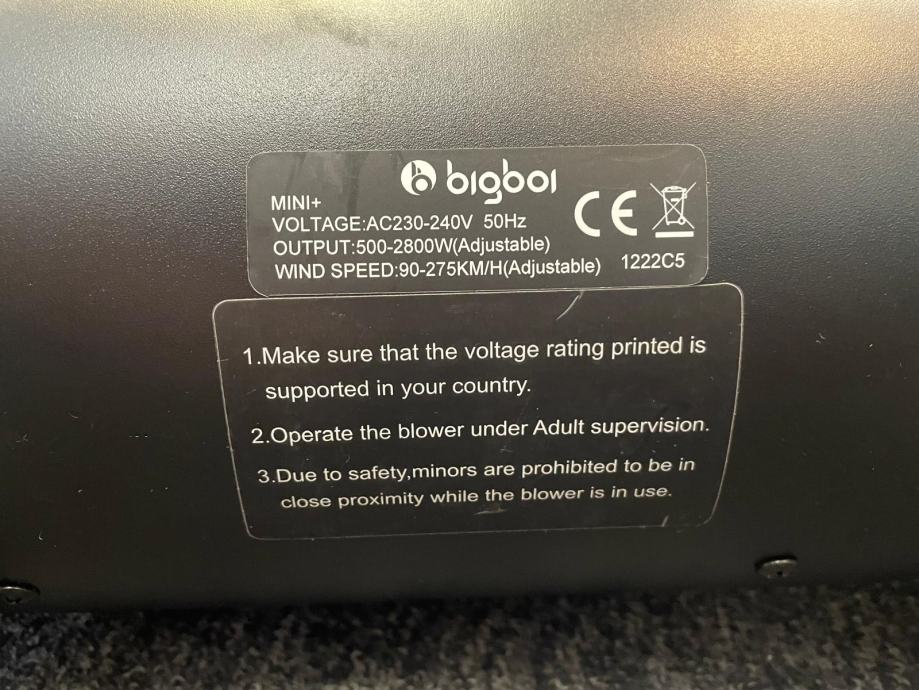 bigboi
MINI+
VOLTAGE:AC230-240V 50Hz
OUTPUT:500-2800W(Adjustable)
WIND SPEED:90-275KM/H(Adjustable) 1222C5
CE
1.Make sure that the voltage rating printed is
supported in your country.
2.Operate the blower under Adult supervision.
3.Due to safety,minors are prohibited to be in
close proximity while the blower is in use.